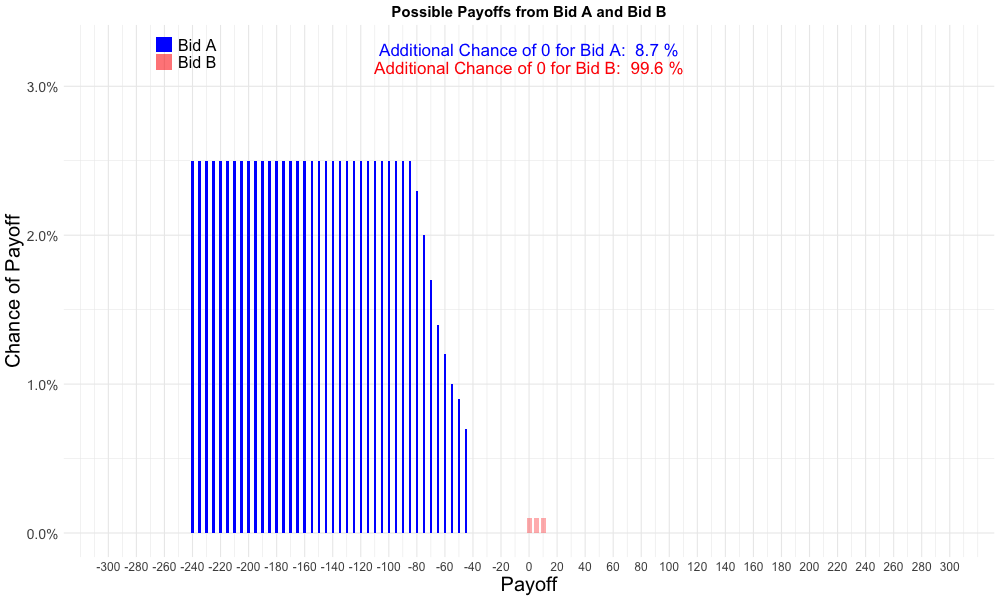 Possible Payoffs from Bid A and Bid B
Bid A
Bid B
Additional Chance of 0 for Bid A:  8.7 %
Additional Chance of 0 for Bid B:  99.6 %
Chance of Payoff
3.0%
2.0%
1.0%
0.0%
-300 -280 -260 -240 -220 -200 -180 -160 -140 -120 -100 -80 -60 -40 -20 0 20 40 60 80 100 120 140 160 180 200 220 240 260 280 300
Payoff